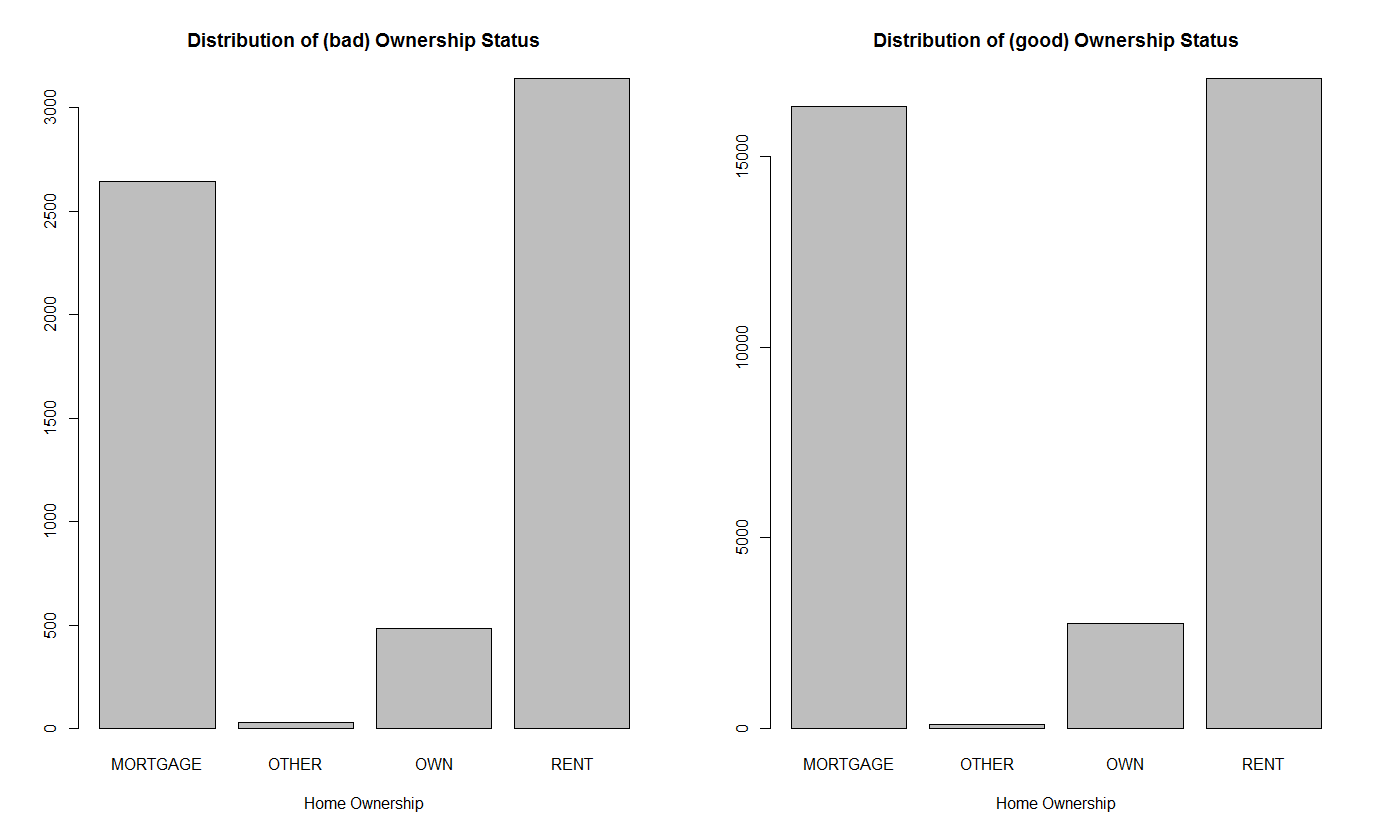 Distribution of (bad) Ownership Status
3000
2500
2000
1500
1000
500
0
MORTGAGE OTHER OWN RENT
Home Ownership
Distribution of (good) Ownership Status
15000
10000
5000
0
MORTGAGE OTHER OWN RENT
Home Ownership